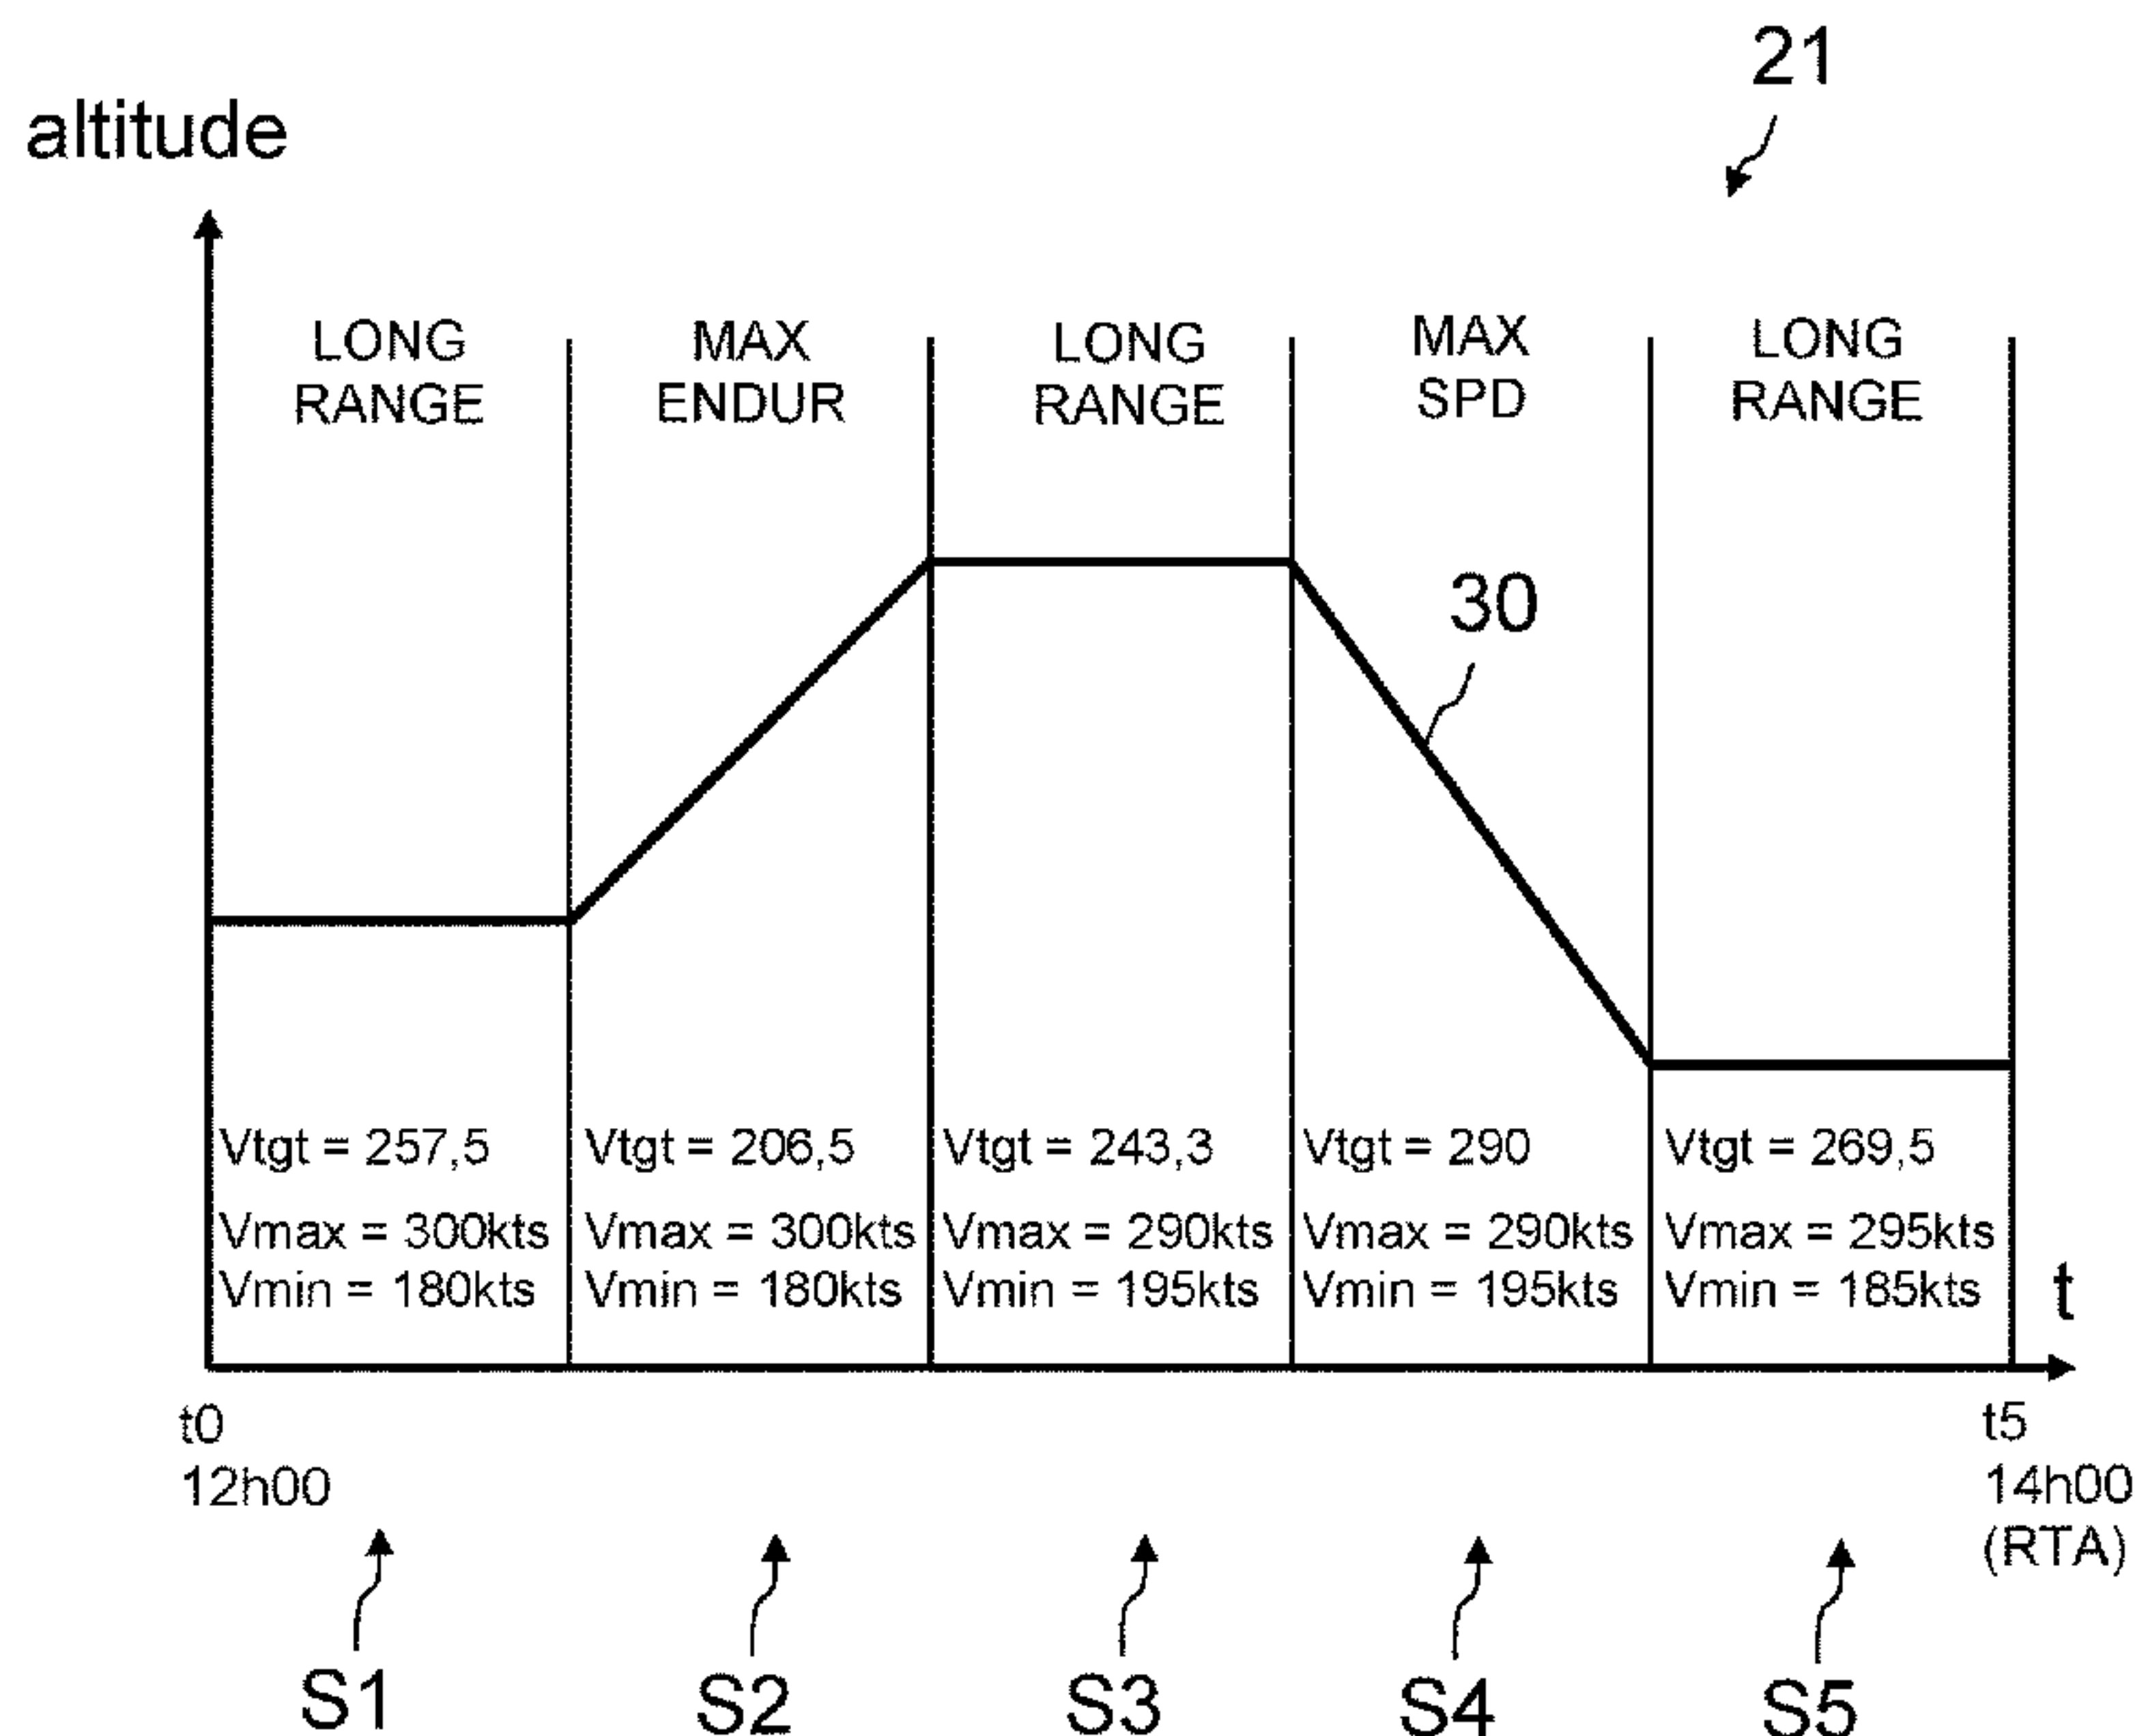 21
altitude
LONG
RANGE
MAX
ENDUR
LONG
RANGE
MAX
SPD
LONG
RANGE
30
Vtgt = 257,5
Vmax = 300kts
Vmin = 180kts
Vtgt = 206,5
Vmax = 300kts
Vmin = 180kts
Vtgt = 243,3
Vmax = 290kts
Vmin = 195kts
Vtgt = 290
Vmax = 290kts
Vmin = 195kts
Vtgt = 269,5
Vmax = 295kts
Vmin = 185kts
t
t0
12h00
t5
14h00
(RTA)
S1
S2
S3
S4
S5